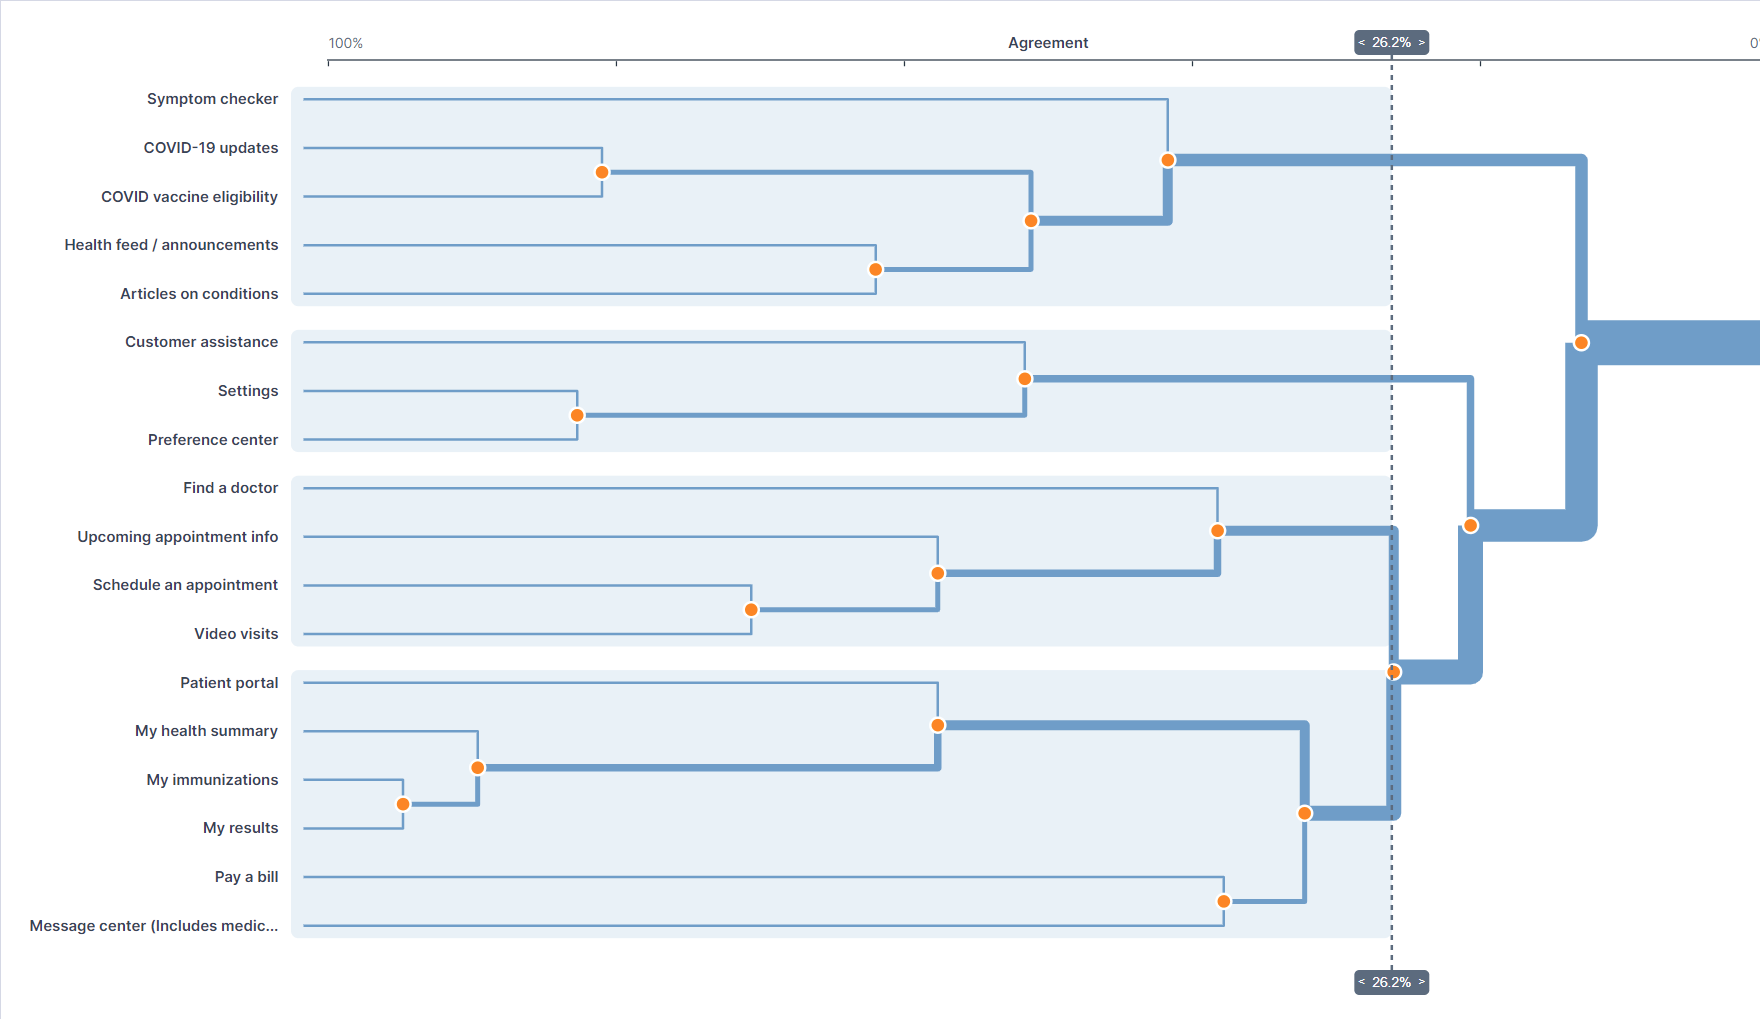 100%
Agreement
< 26.2% >
0
Symptom checker
COVID-19 updates
COVID vaccine eligibility
Health feed / announcements
Articles on conditions
Customer assistance
Settings
Preference center
Find a doctor
Upcoming appointment info
Schedule an appointment
Video visits
Patient portal
My health summary
My immunizations
My results
Pay a bill
Message center (Includes medic...
< 26.2% >